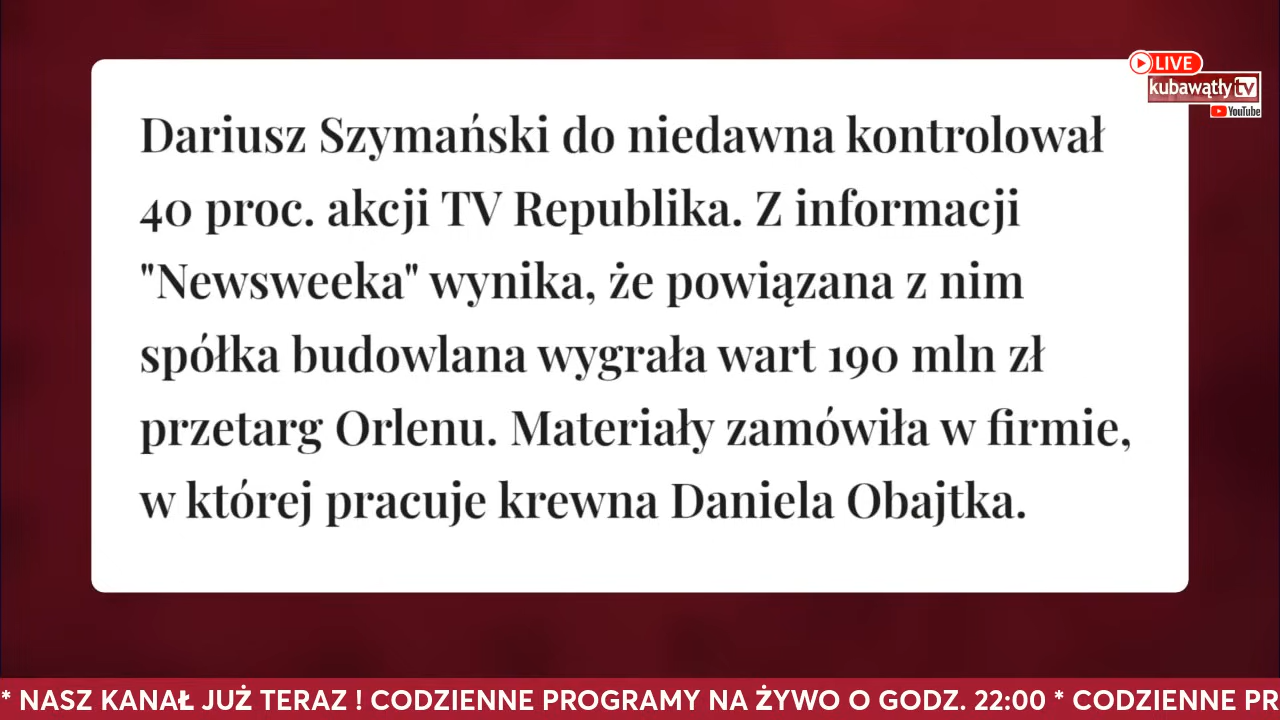 LIVE
kubawątły tv
YouTube
Dariusz Szymański do niedawna kontrolował
40 proc. akcji TV Republika. Z informacji
"Newsweeka" wynika, że powiązana z nim
spółka budowlana wygrała wart 190 mln zł
przetarg Orlenu. Materiały zamówiła w firmie,
w której pracuje krewna Daniela Obajtka.
* NASZ KANAŁ JUŻ TERAZ ! CODZIENNE PROGRAMY NA ŻYWO O GODZ. 22:00 * CODZIENNE PR